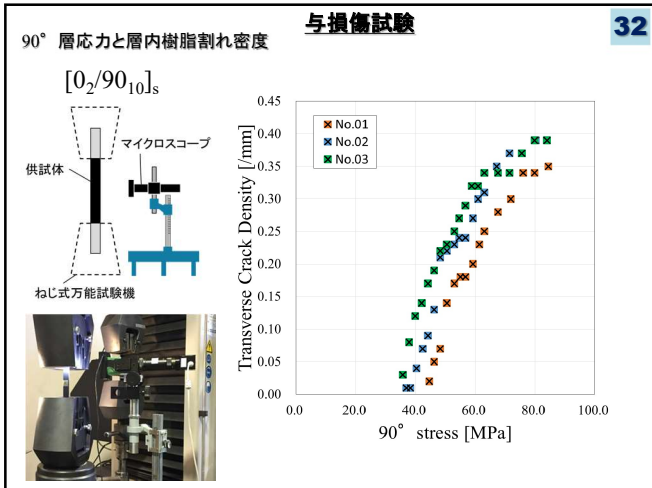 与損傷試験
32
90° 層応力と層内樹脂割れ密度
[0₂/90₁₀]ₛ
マイクロスコープ
供試体
ねじ式万能試験機
Transverse Crack Density [/mm]
0.45
0.40
0.35
0.30
0.25
0.20
0.15
0.10
0.05
0.00
No.01
No.02
No.03
0.0 20.0 40.0 60.0 80.0 100.0
90° stress [MPa]